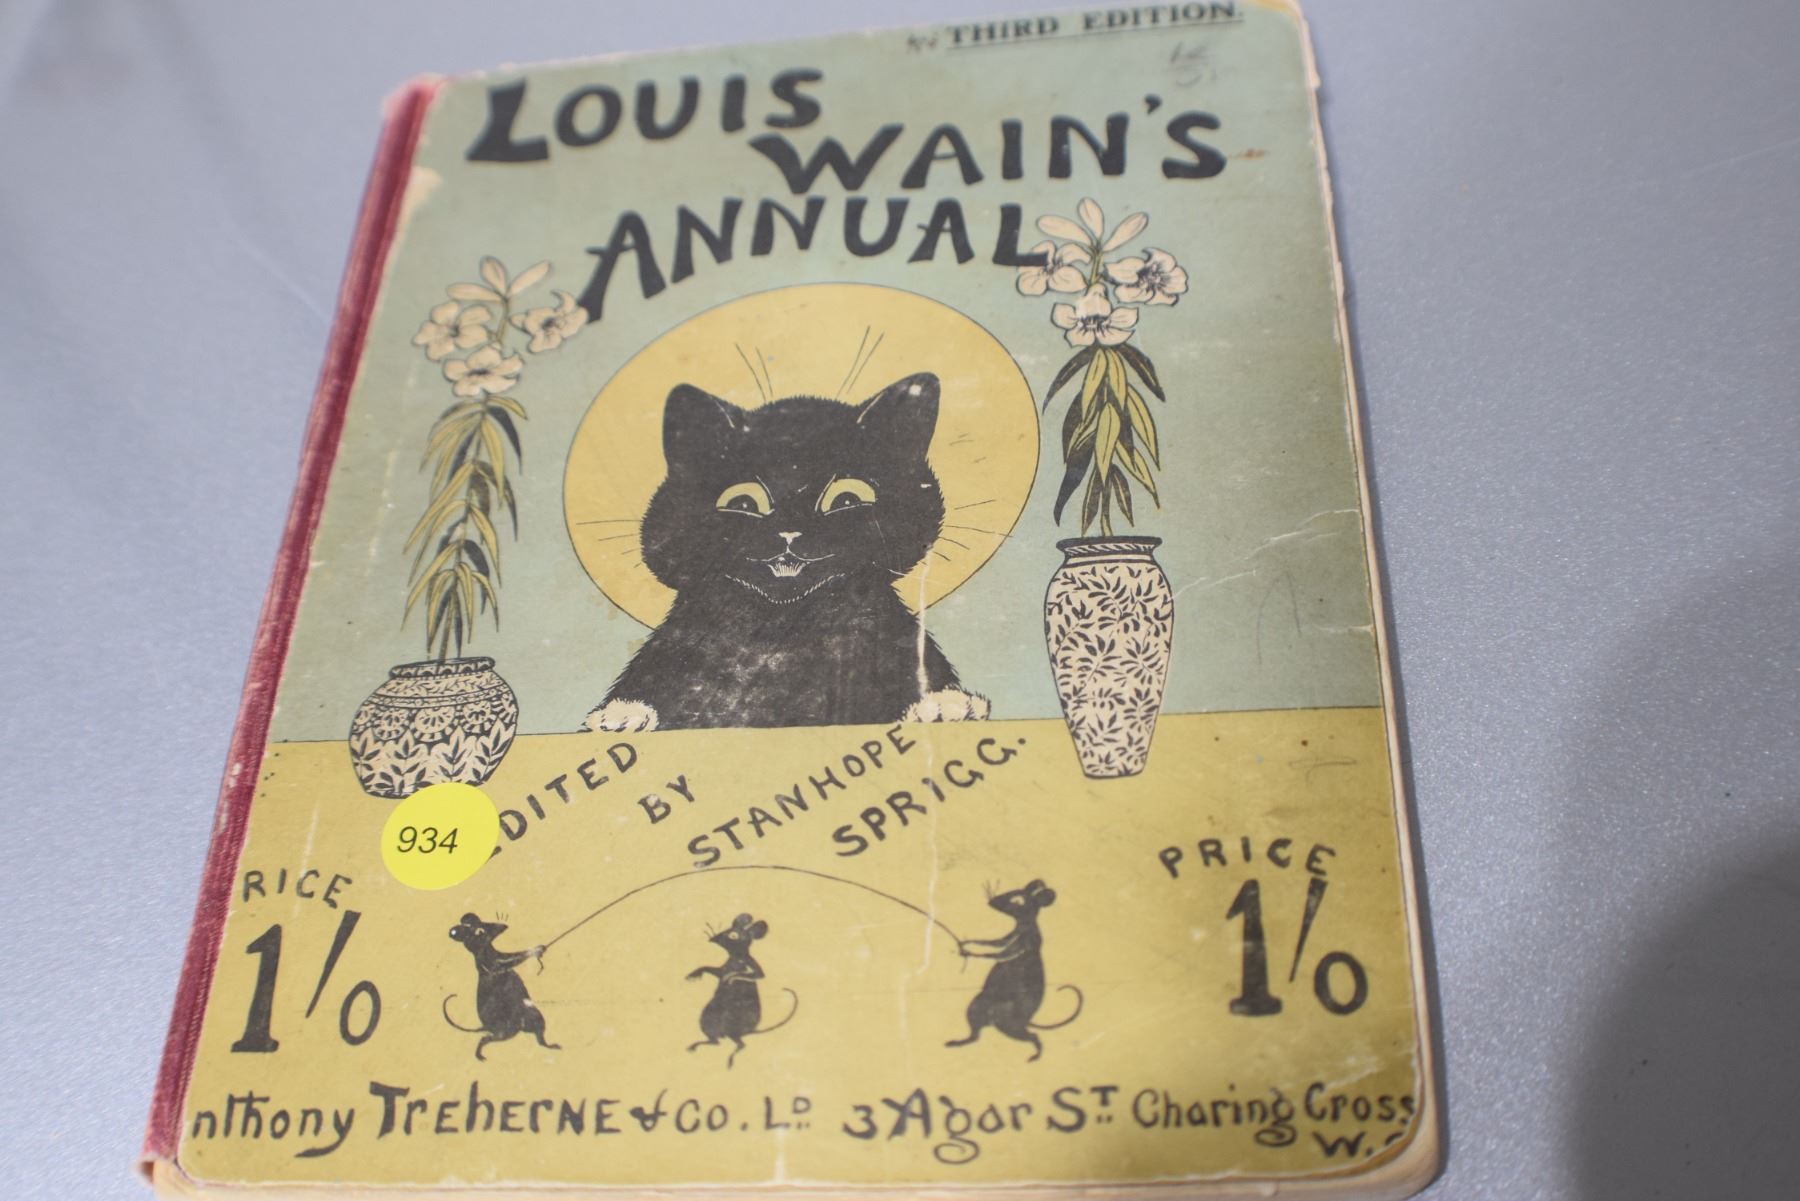 THIRD EDITION.
LOUIS
WAIN'S
ANNUAL
EDITED
BY
STANHOPE
SPRIGG.
934
RICE
1/0
PRICE
1/0
nthony TREHERNE & Co. LD. 3 Agar ST. Charing Cross
W.